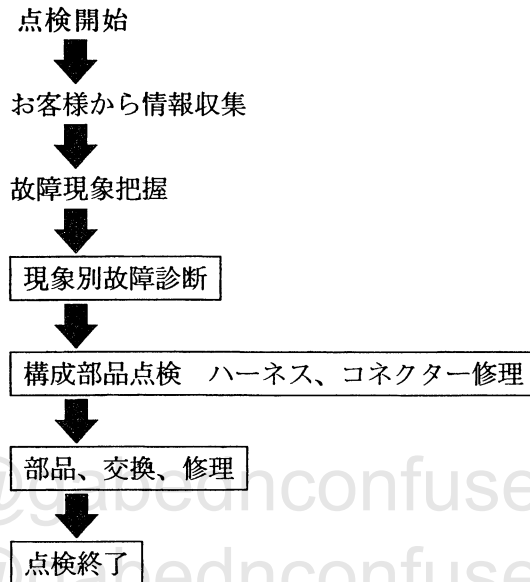 点検開始
お客様から情報収集
故障現象把握
現象別故障診断
構成部品点検　ハーネス、コネクター修理
部品、交換、修理
@gabednconfuse
点検終了
@gabednconfuse